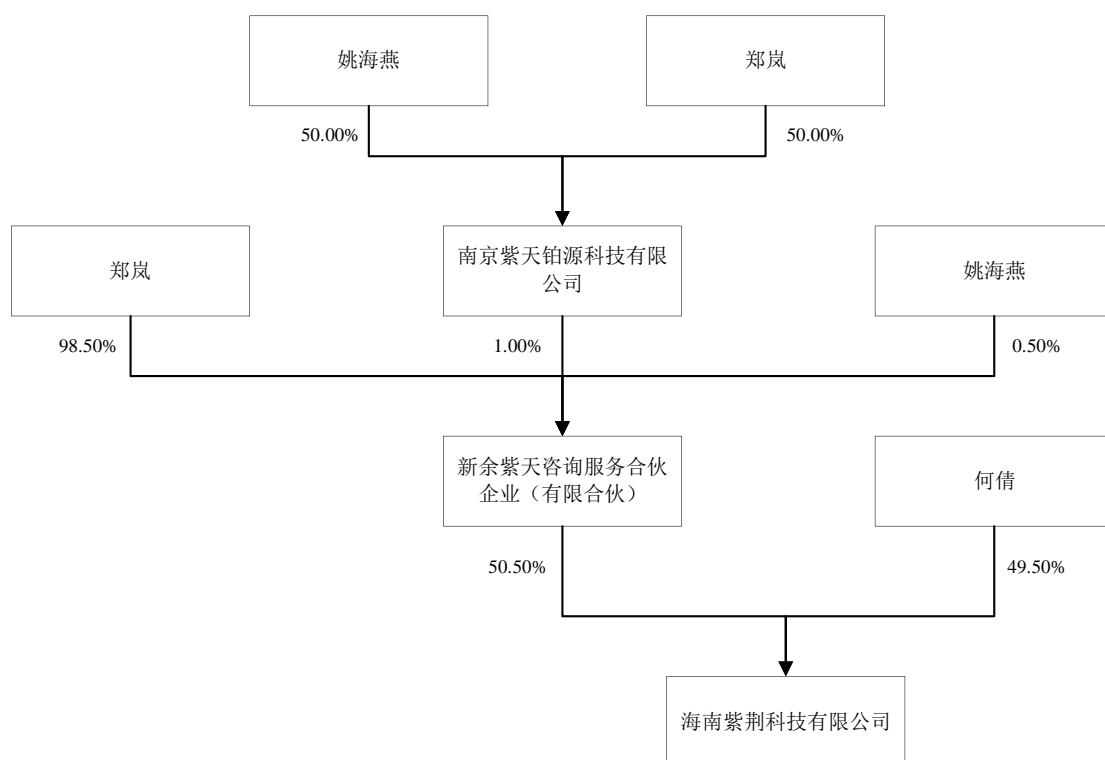 姚海燕
郑岚
50.00%
50.00%
郑岚
南京紫天铂源科技有限
公司
姚海燕
98.50%
1.00%
0.50%
新余紫天咨询服务合伙
企业（有限合伙）
何倩
50.50%
49.50%
海南紫荆科技有限公司